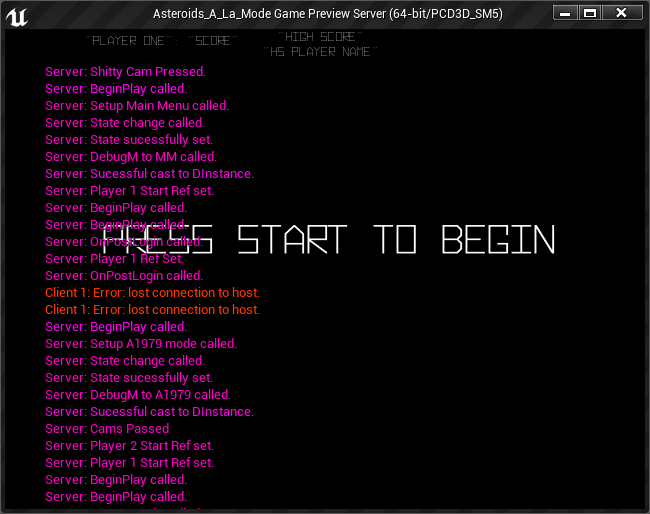 Asteroids_A_La_Mode Game Preview Server (64-bit/PCD3D_SM5)
"PLAYER ONE": "SCORE" "HIGH SCORE"
"HS PLAYER NAME"
Server: Shitty Cam Pressed.
Server: BeginPlay called.
Server: Setup Main Menu called.
Server: State change called.
Server: State sucessfully set.
Server: DebugM to MM called.
Server: Sucessful cast to DInstance.
Server: Player 1 Start Ref set.
Server: BeginPlay called.
Server: BeginPlay called.
PRESS START TO BEGIN
Server: OnPostLogin called.
Server: Player 1 Ref Set.
Server: OnPostLogin called.
Client 1: Error: lost connection to host.
Client 1: Error: lost connection to host.
Server: BeginPlay called.
Server: Setup A1979 mode called.
Server: State change called.
Server: State sucessfully set.
Server: DebugM to A1979 called.
Server: Sucessful cast to DInstance.
Server: Cams Passed
Server: Player 2 Start Ref set.
Server: Player 1 Start Ref set.
Server: BeginPlay called.
Server: BeginPlay called.